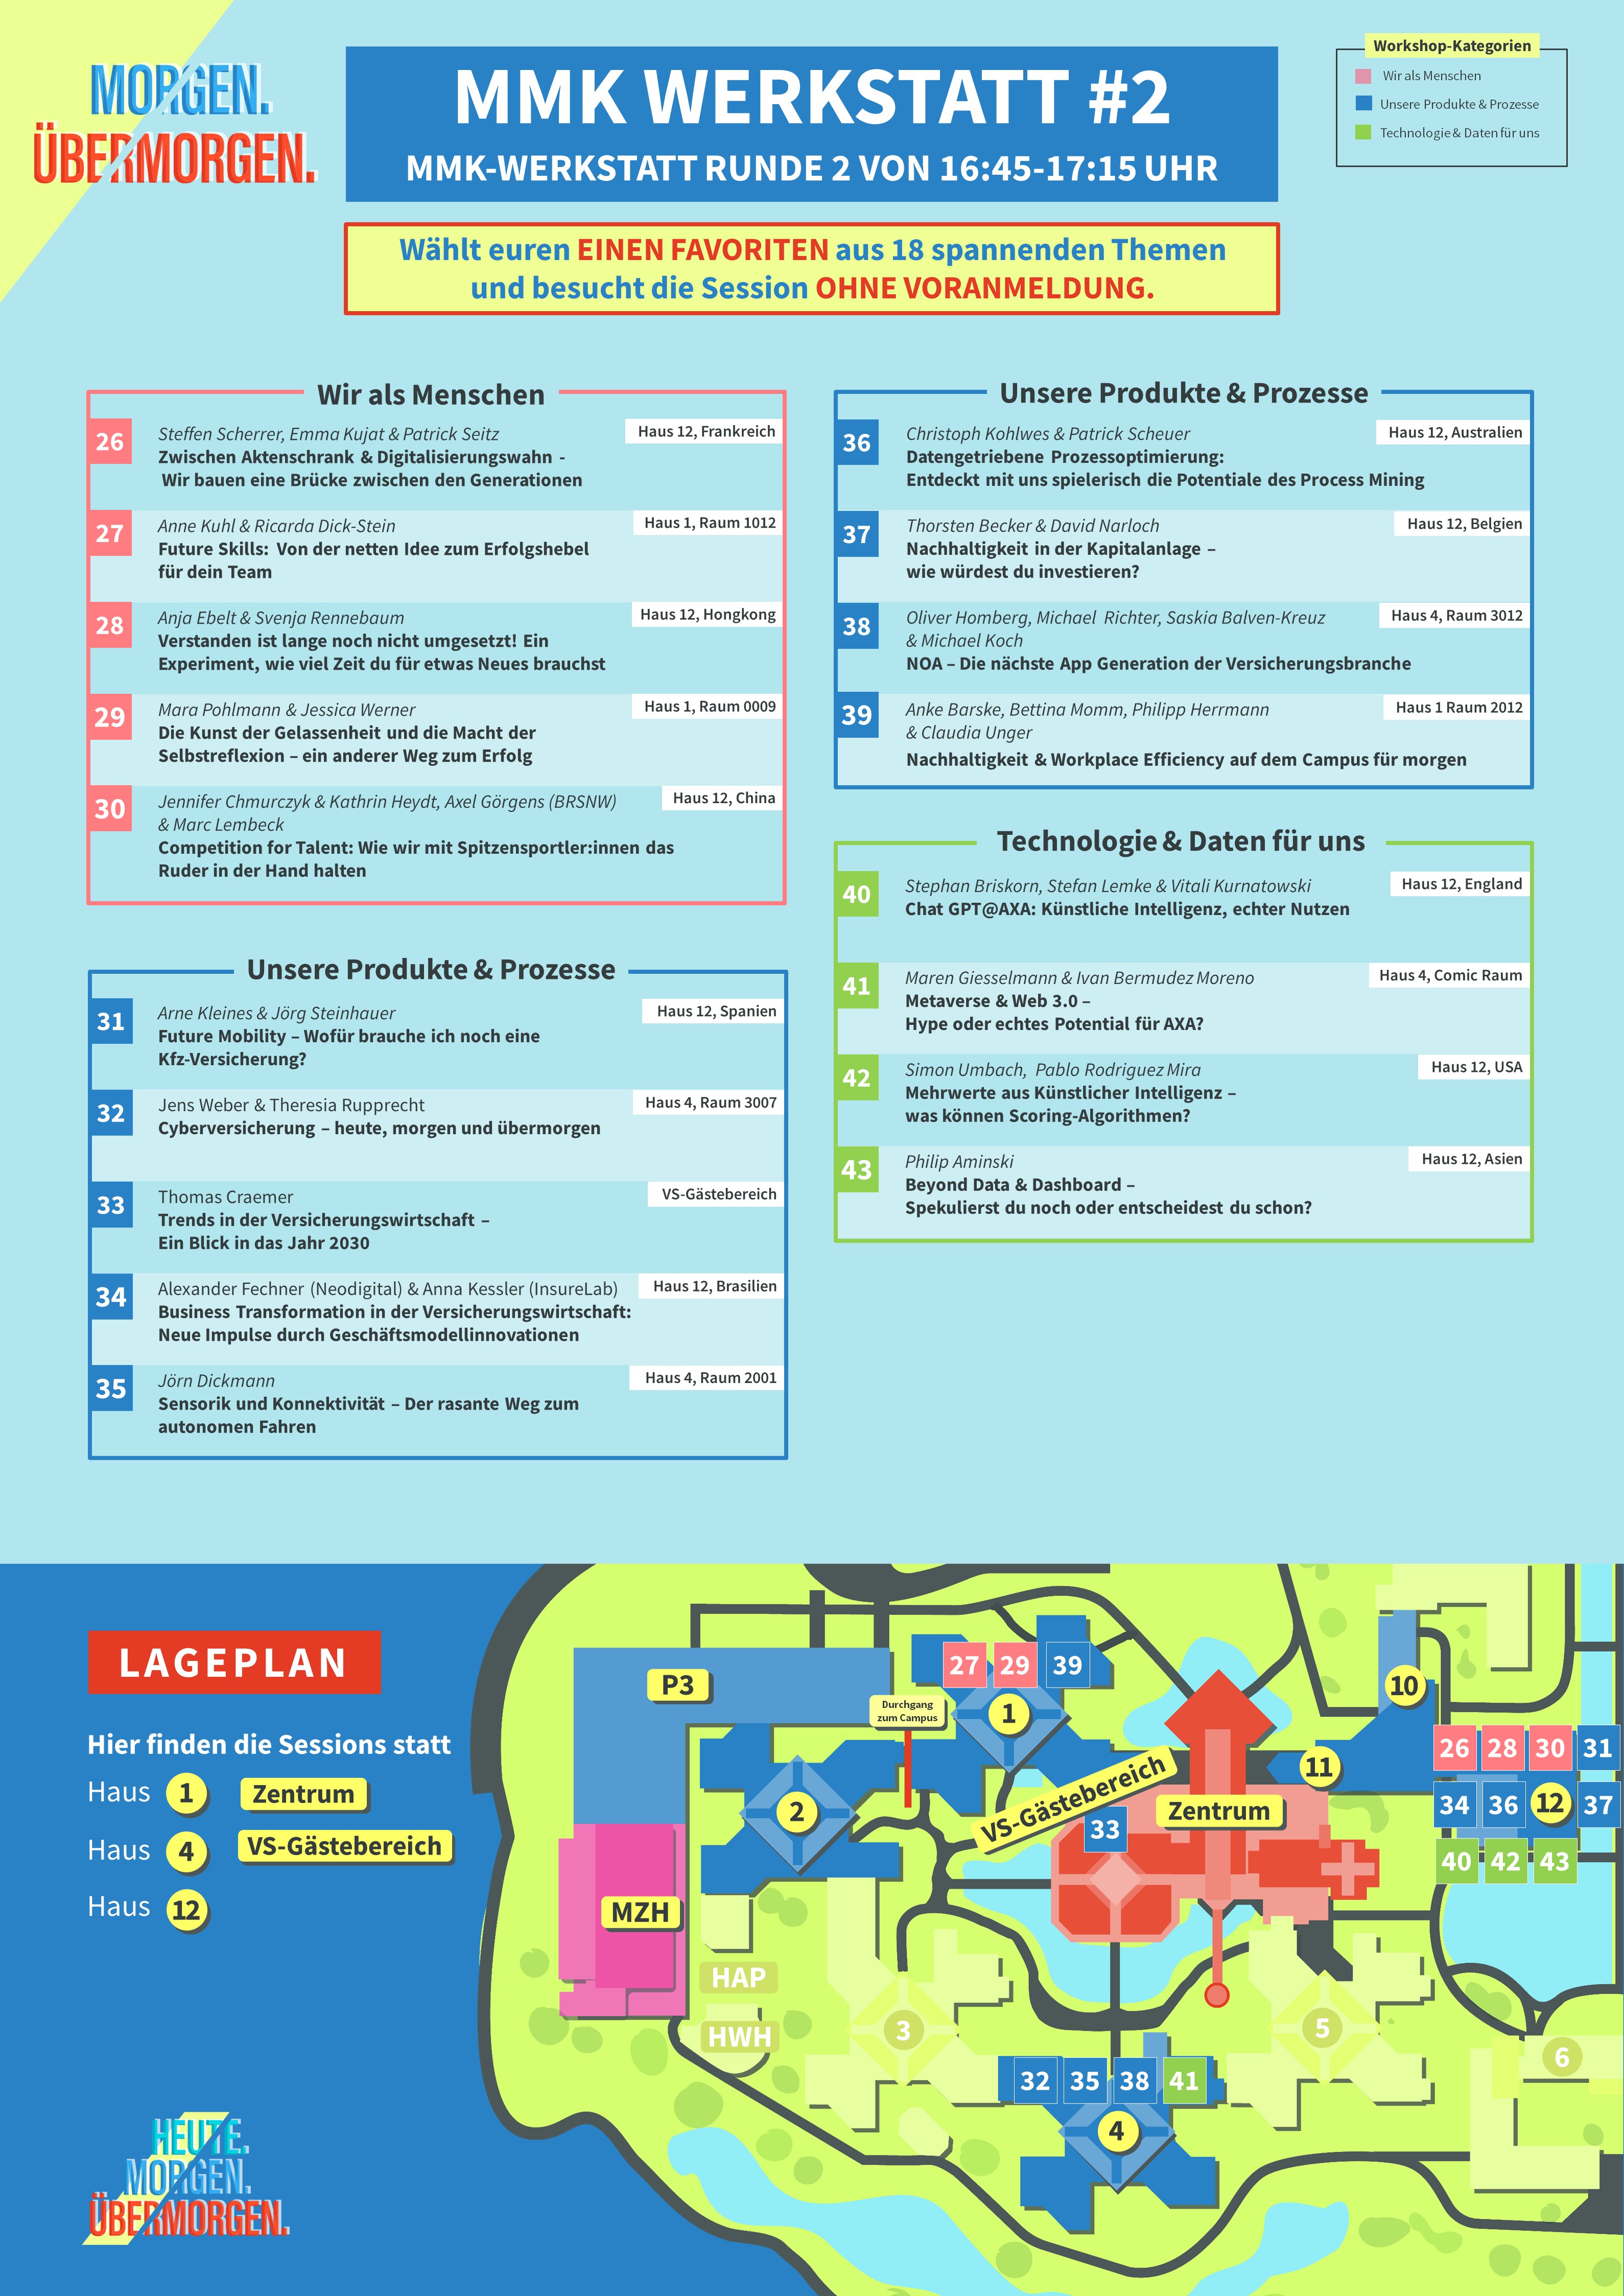 MORGEN.
ÜBERMORGEN.
MMK WERKSTATT #2
MMK-WERKSTATT RUNDE 2 VON 16:45-17:15 UHR
Workshop-Kategorien
Wir als Menschen
Unsere Produkte & Prozesse
Technologie & Daten für uns
Wählt euren EINEN FAVORITEN aus 18 spannenden Themen
und besucht die Session OHNE VORANMELDUNG.
Wir als Menschen
26
Steffen Scherrer, Emma Kujat & Patrick Seitz
Haus 12, Frankreich
Zwischen Aktenschrank & Digitalisierungswahn -
Wir bauen eine Brücke zwischen den Generationen
27
Anne Kuhl & Ricarda Dick-Stein
Haus 1, Raum 1012
Future Skills: Von der netten Idee zum Erfolgshebel
für dein Team
28
Anja Ebelt & Svenja Rennebaum
Haus 12, Hongkong
Verstanden ist lange noch nicht umgesetzt! Ein
Experiment, wie viel Zeit du für etwas Neues brauchst
29
Mara Pohlmann & Jessica Werner
Haus 1, Raum 0009
Die Kunst der Gelassenheit und die Macht der
Selbstreflexion – ein anderer Weg zum Erfolg
30
Jennifer Chmurczyk & Kathrin Heydt, Axel Görgens (BRSNW)
Haus 12, China
& Marc Lembeck
Competition for Talent: Wie wir mit Spitzensportler:innen das
Ruder in der Hand halten
Unsere Produkte & Prozesse
31
Arne Kleines & Jörg Steinhauer
Haus 12, Spanien
Future Mobility – Wofür brauche ich noch eine
Kfz-Versicherung?
32
Jens Weber & Theresia Rupprecht
Haus 4, Raum 3007
Cyberversicherung – heute, morgen und übermorgen
33
Thomas Craemer
VS-Gästebereich
Trends in der Versicherungswirtschaft –
Ein Blick in das Jahr 2030
34
Alexander Fechner (Neodigital) & Anna Kessler (InsureLab)
Haus 12, Brasilien
Business Transformation in der Versicherungswirtschaft:
Neue Impulse durch Geschäftsmodellinnovationen
35
Jörn Dickmann
Haus 4, Raum 2001
Sensorik und Konnektivität – Der rasante Weg zum
autonomen Fahren
Unsere Produkte & Prozesse
36
Christoph Kohlwes & Patrick Scheuer
Haus 12, Australien
Datengetriebene Prozessoptimierung:
Entdeckt mit uns spielerisch die Potentiale des Process Mining
37
Thorsten Becker & David Narloch
Haus 12, Belgien
Nachhaltigkeit in der Kapitalanlage –
wie würdest du investieren?
38
Oliver Homberg, Michael Richter, Saskia Balven-Kreuz
Haus 4, Raum 3012
& Michael Koch
NOA – Die nächste App Generation der Versicherungsbranche
39
Anke Barske, Bettina Momm, Philipp Herrmann
Haus 1 Raum 2012
& Claudia Unger
Nachhaltigkeit & Workplace Efficiency auf dem Campus für morgen
Technologie & Daten für uns
40
Stephan Briskorn, Stefan Lemke & Vitali Kurnatowski
Haus 12, England
Chat GPT@AXA: Künstliche Intelligenz, echter Nutzen
41
Maren Giesselmann & Ivan Bermudez Moreno
Haus 4, Comic Raum
Metaverse & Web 3.0 –
Hype oder echtes Potential für AXA?
42
Simon Umbach, Pablo Rodriguez Mira
Haus 12, USA
Mehrwerte aus Künstlicher Intelligenz –
was können Scoring-Algorithmen?
43
Philip Aminski
Haus 12, Asien
Beyond Data & Dashboard –
Spekulierst du noch oder entscheidest du schon?
LAGEPLAN
Hier finden die Sessions statt
Haus 1 Zentrum
Haus 4 VS-Gästebereich
Haus 12
HEUTE.
MORGEN.
ÜBERMORGEN.
27 29 39
P3
10
Durchgang
zum Campus
1
26 28 30 31
11
VS-Gästebereich
34 36 12 37
2
Zentrum
33
40 42 43
MZH
HAP
3
5
HWH
6
32 35 38 41
4